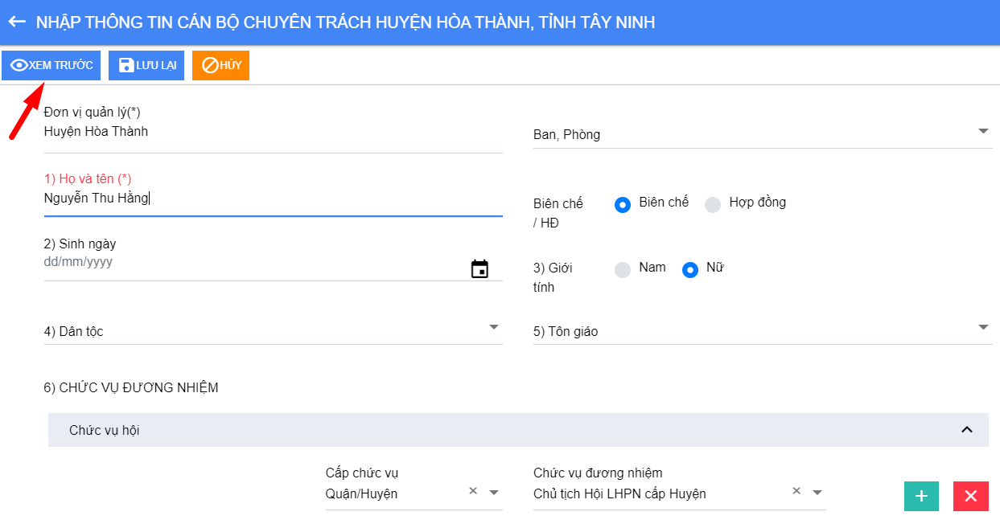 NHẬP THÔNG TIN CÁN BỘ CHUYÊN TRÁCH HUYỆN HÒA THÀNH, TỈNH TÂY NINH
XEM TRƯỚC LƯU LẠI HỦY
Đơn vị quản lý(*)
Huyện Hòa Thành
Ban, Phòng
1) Họ và tên (*)
Nguyễn Thu Hằng
Biên chế / HĐ
Biên chế Hợp đồng
2) Sinh ngày
dd/mm/yyyy
3) Giới tính
Nam Nữ
4) Dân tộc
5) Tôn giáo
6) CHỨC VỤ ĐƯƠNG NHIỆM
Chức vụ hội
Cấp chức vụ
Quận/Huyện
Chức vụ đương nhiệm
Chủ tịch Hội LHPN cấp Huyện